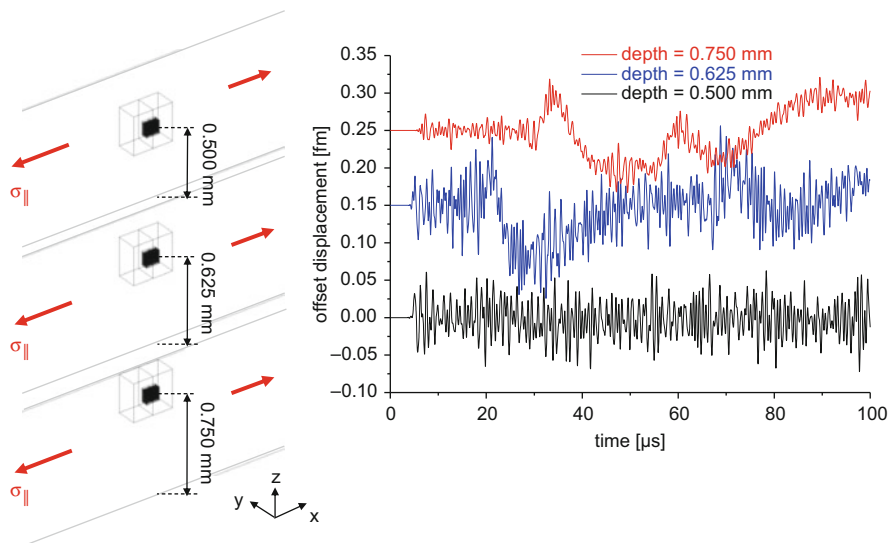 0.500 mm
σ∥
0.625 mm
σ∥
0.750 mm
σ∥
z
y
x
depth = 0.750 mm
depth = 0.625 mm
depth = 0.500 mm
offset displacement [fm]
0.35
0.30
0.25
0.20
0.15
0.10
0.05
0.00
–0.05
–0.10
0 20 40 60 80 100
time [µs]